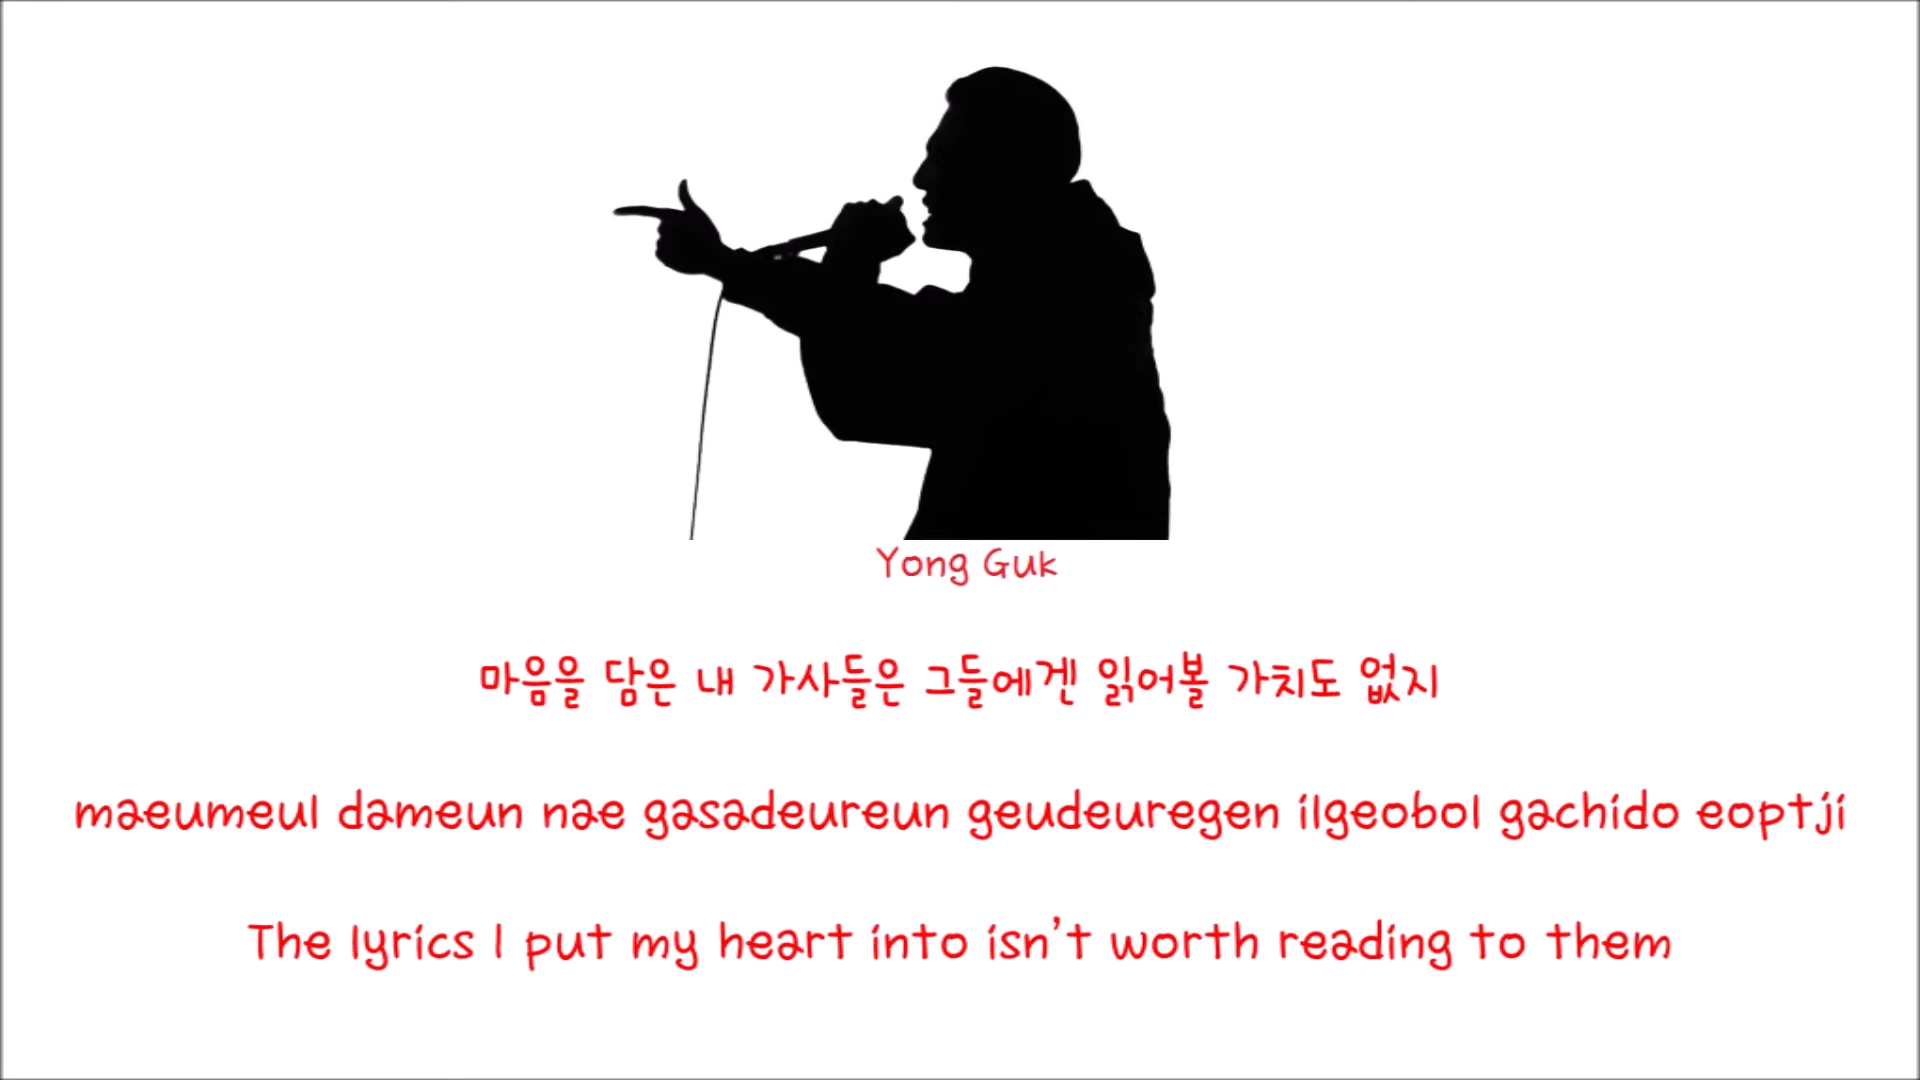 Yong Guk
마음을 담은 내 가사들은 그들에겐 읽어볼 가치도 없지
maeumeul dameun nae gasadeureun geudeuregen ilgeobol gachido eoptji
The lyrics I put my heart into isn't worth reading to them